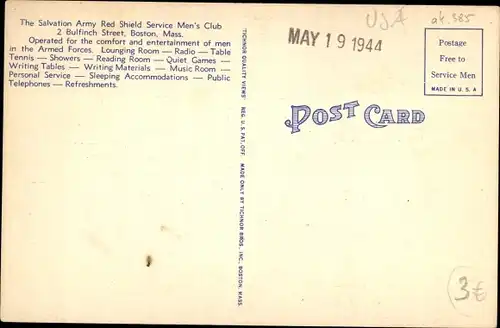 The Salvation Army Red Shield Service Men's Club
2 Bulfinch Street, Boston, Mass.
Operated for the comfort and entertainment of men
in the Armed Forces. Lounging Room — Radio — Table
Tennis — Showers — Reading Room — Quiet Games —
Writing Tables — Writing Materials — Music Room —
Personal Service — Sleeping Accommodations — Public
Telephones — Refreshments.
TICHNOR QUALITY VIEWS REG. U. S. PAT. OFF. MADE ONLY BY TICHNOR BROS., INC., BOSTON, MASS.
USA
MAY 19 1944
ak.385
Postage
Free to
Service Men
MADE IN U. S. A
POST CARD
3€